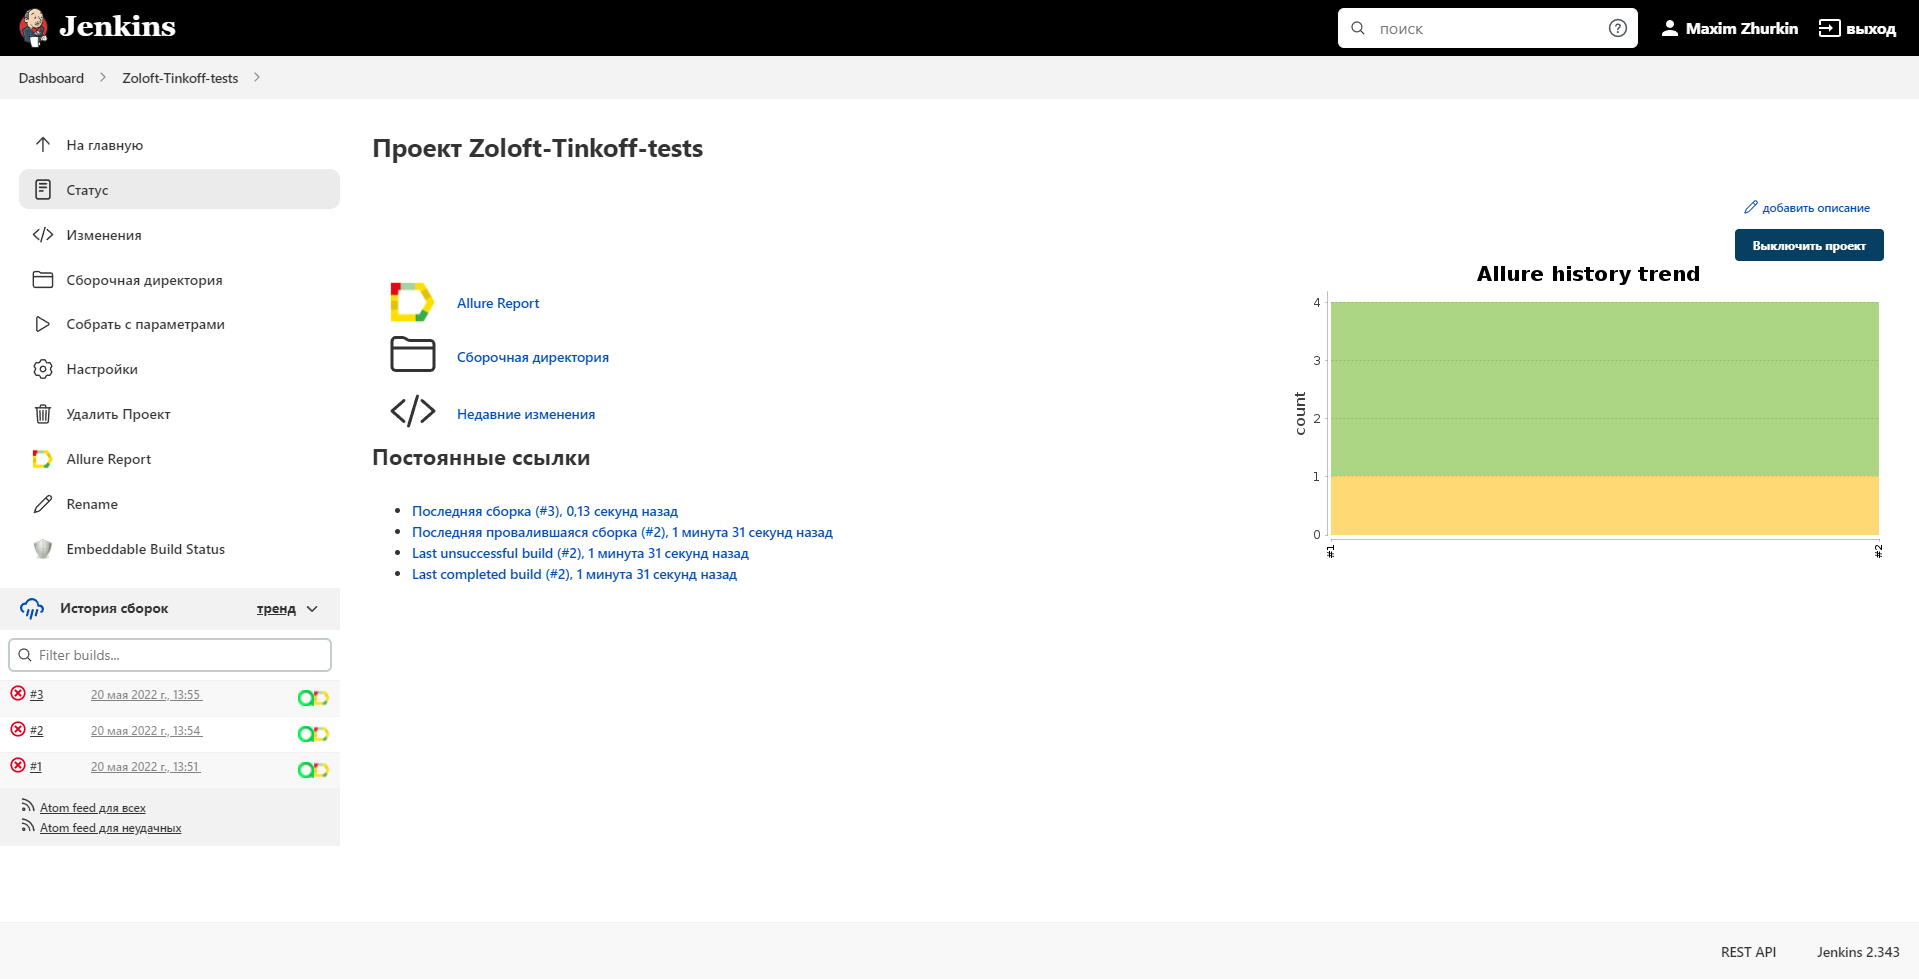 Jenkins
поиск
Maxim Zhurkin
выход
Dashboard
Zoloft-Tinkoff-tests
На главную
Статус
Изменения
Сборочная директория
Собрать с параметрами
Настройки
Удалить Проект
Allure Report
Rename
Embeddable Build Status
История сборок
тренд
Filter builds...
#3 20 мая 2022 г., 13:55
#2 20 мая 2022 г., 13:54
#1 20 мая 2022 г., 13:51
Atom feed для всех
Atom feed для неудачных
Проект Zoloft-Tinkoff-tests
добавить описание
Выключить проект
Allure Report
Сборочная директория
Недавние изменения
Постоянные ссылки
Последняя сборка (#3), 0,13 секунд назад
Последняя провалившаяся сборка (#2), 1 минута 31 секунд назад
Last unsuccessful build (#2), 1 минута 31 секунд назад
Last completed build (#2), 1 минута 31 секунд назад
Allure history trend
count
4
3
2
1
0
#1
#2
REST API
Jenkins 2.343